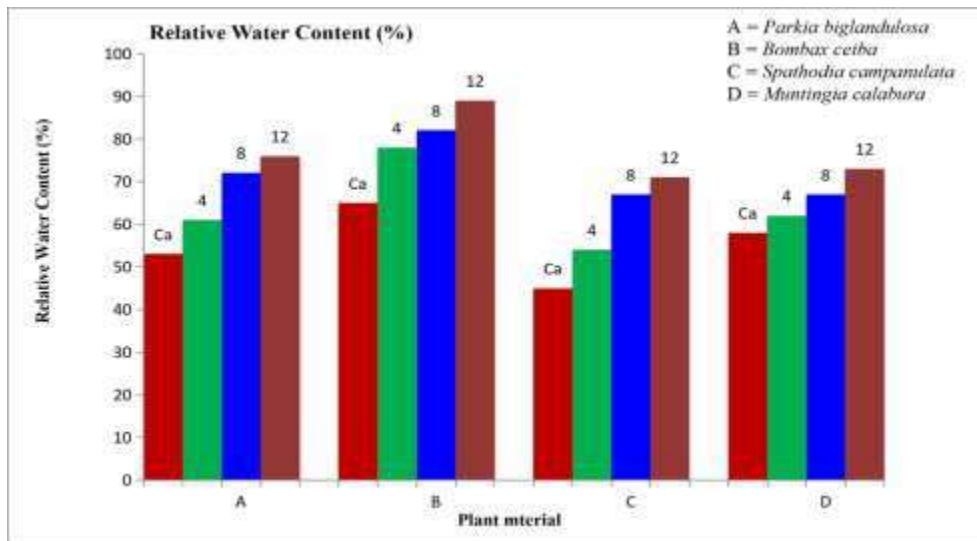 Relative Water Content (%)
A = Parkia biglandulosa
B = Bombax ceiba
C = Spathodia campanulata
D = Muntingia calabura
Relative Water Content (%)
100
90
80
70
60
50
40
30
20
10
0
Ca 4 8 12
Ca 4 8 12
Ca 4 8 12
Ca 4 8 12
A B C D
Plant mterial